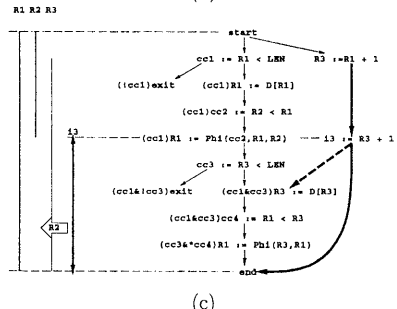 R1 R2 R3
start
cc1 := R1 < LEN R3 :=R1 + 1
(!cc1)exit (cc1)R1 := D[R1]
(cc1)cc2 := R2 < R1
i3 (cc1)R1 := Phi(cc2,R1,R2) i3 := R3 + 1
cc3 := R3 < LEN
(cc1&!cc3)exit (cc1&cc3)R3 := D[R3]
(cc1&cc3)cc4 := R1 < R3
R2
(cc3&*cc4)R1 := Phi(R3,R1)
end
(c)